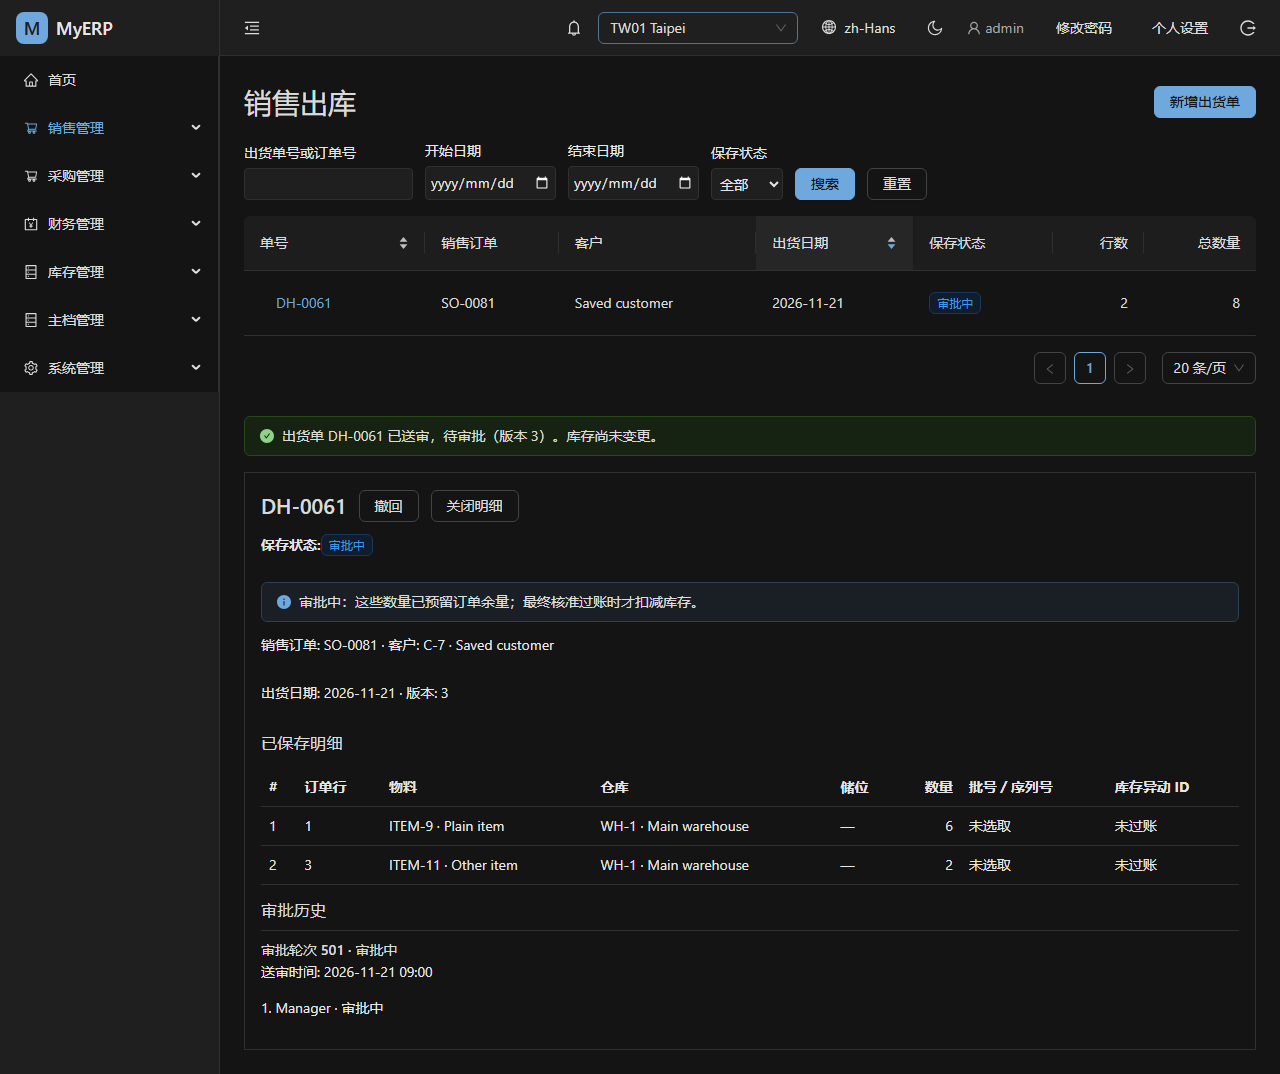 M MyERP
TW01 Taipei
zh-Hans
admin
修改密码
个人设置
首页
销售管理
采购管理
财务管理
库存管理
主档管理
系统管理
销售出库
新增出货单
出货单号或订单号
开始日期
结束日期
保存状态
yyyy/mm/dd
yyyy/mm/dd
全部
搜索
重置
单号 销售订单 客户 出货日期 保存状态 行数 总数量
DH-0061 SO-0081 Saved customer 2026-11-21 审批中 2 8
< 1 > 20 条/页
出货单 DH-0061 已送审，待审批（版本 3）。库存尚未变更。
DH-0061 撤回 关闭明细
保存状态: 审批中
审批中：这些数量已预留订单余量；最终核准过账时才扣减库存。
销售订单: SO-0081 · 客户: C-7 · Saved customer
出货日期: 2026-11-21 · 版本: 3
已保存明细
# 订单行 物料 仓库 储位 数量 批号 / 序列号 库存异动 ID
1 1 ITEM-9 · Plain item WH-1 · Main warehouse — 6 未选取 未过账
2 3 ITEM-11 · Other item WH-1 · Main warehouse — 2 未选取 未过账
审批历史
审批轮次 501 · 审批中
送审时间: 2026-11-21 09:00
1. Manager · 审批中